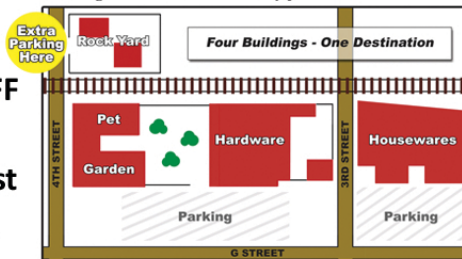 Extra
Parking
Here
Rock Yard
Four Buildings - One Destination
Pet
Garden
Hardware
Housewares
4TH STREET
3RD STREET
Parking
Parking
G STREET